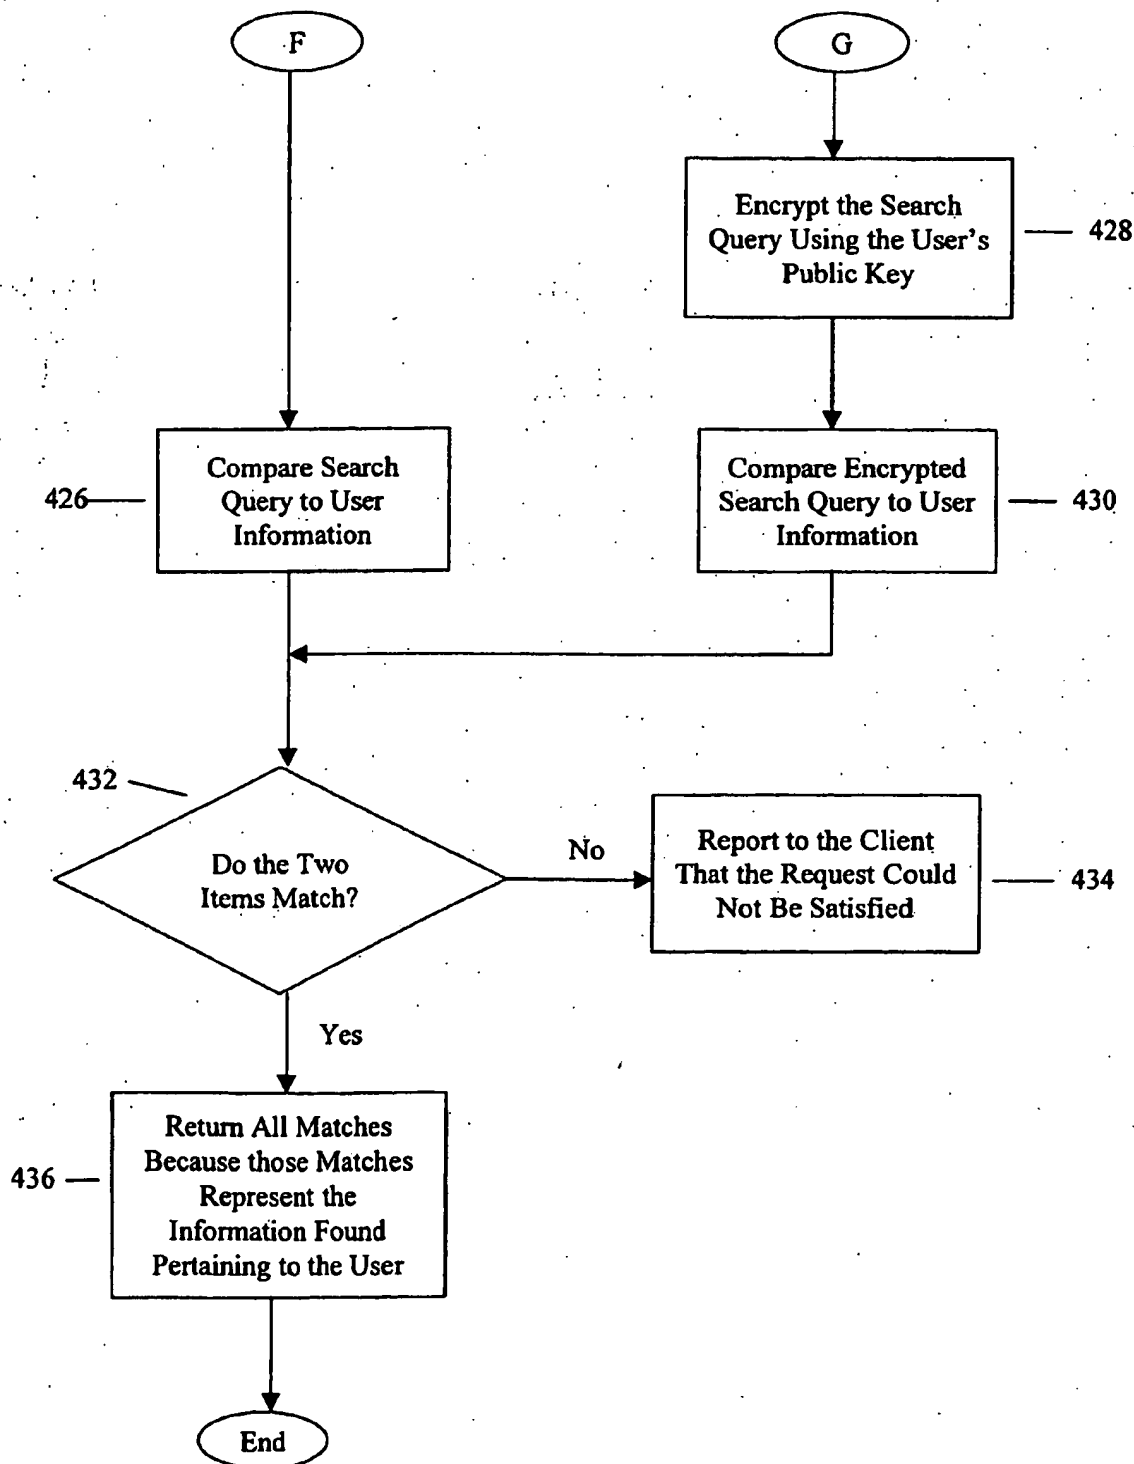 F
G
Encrypt the Search
Query Using the User's
Public Key
428
Compare Search
Query to User
Information
426
Compare Encrypted
Search Query to User
Information
430
432
Do the Two
Items Match?
No
Report to the Client
That the Request Could
Not Be Satisfied
434
Yes
Return All Matches
Because those Matches
Represent the
Information Found
Pertaining to the User
436
End